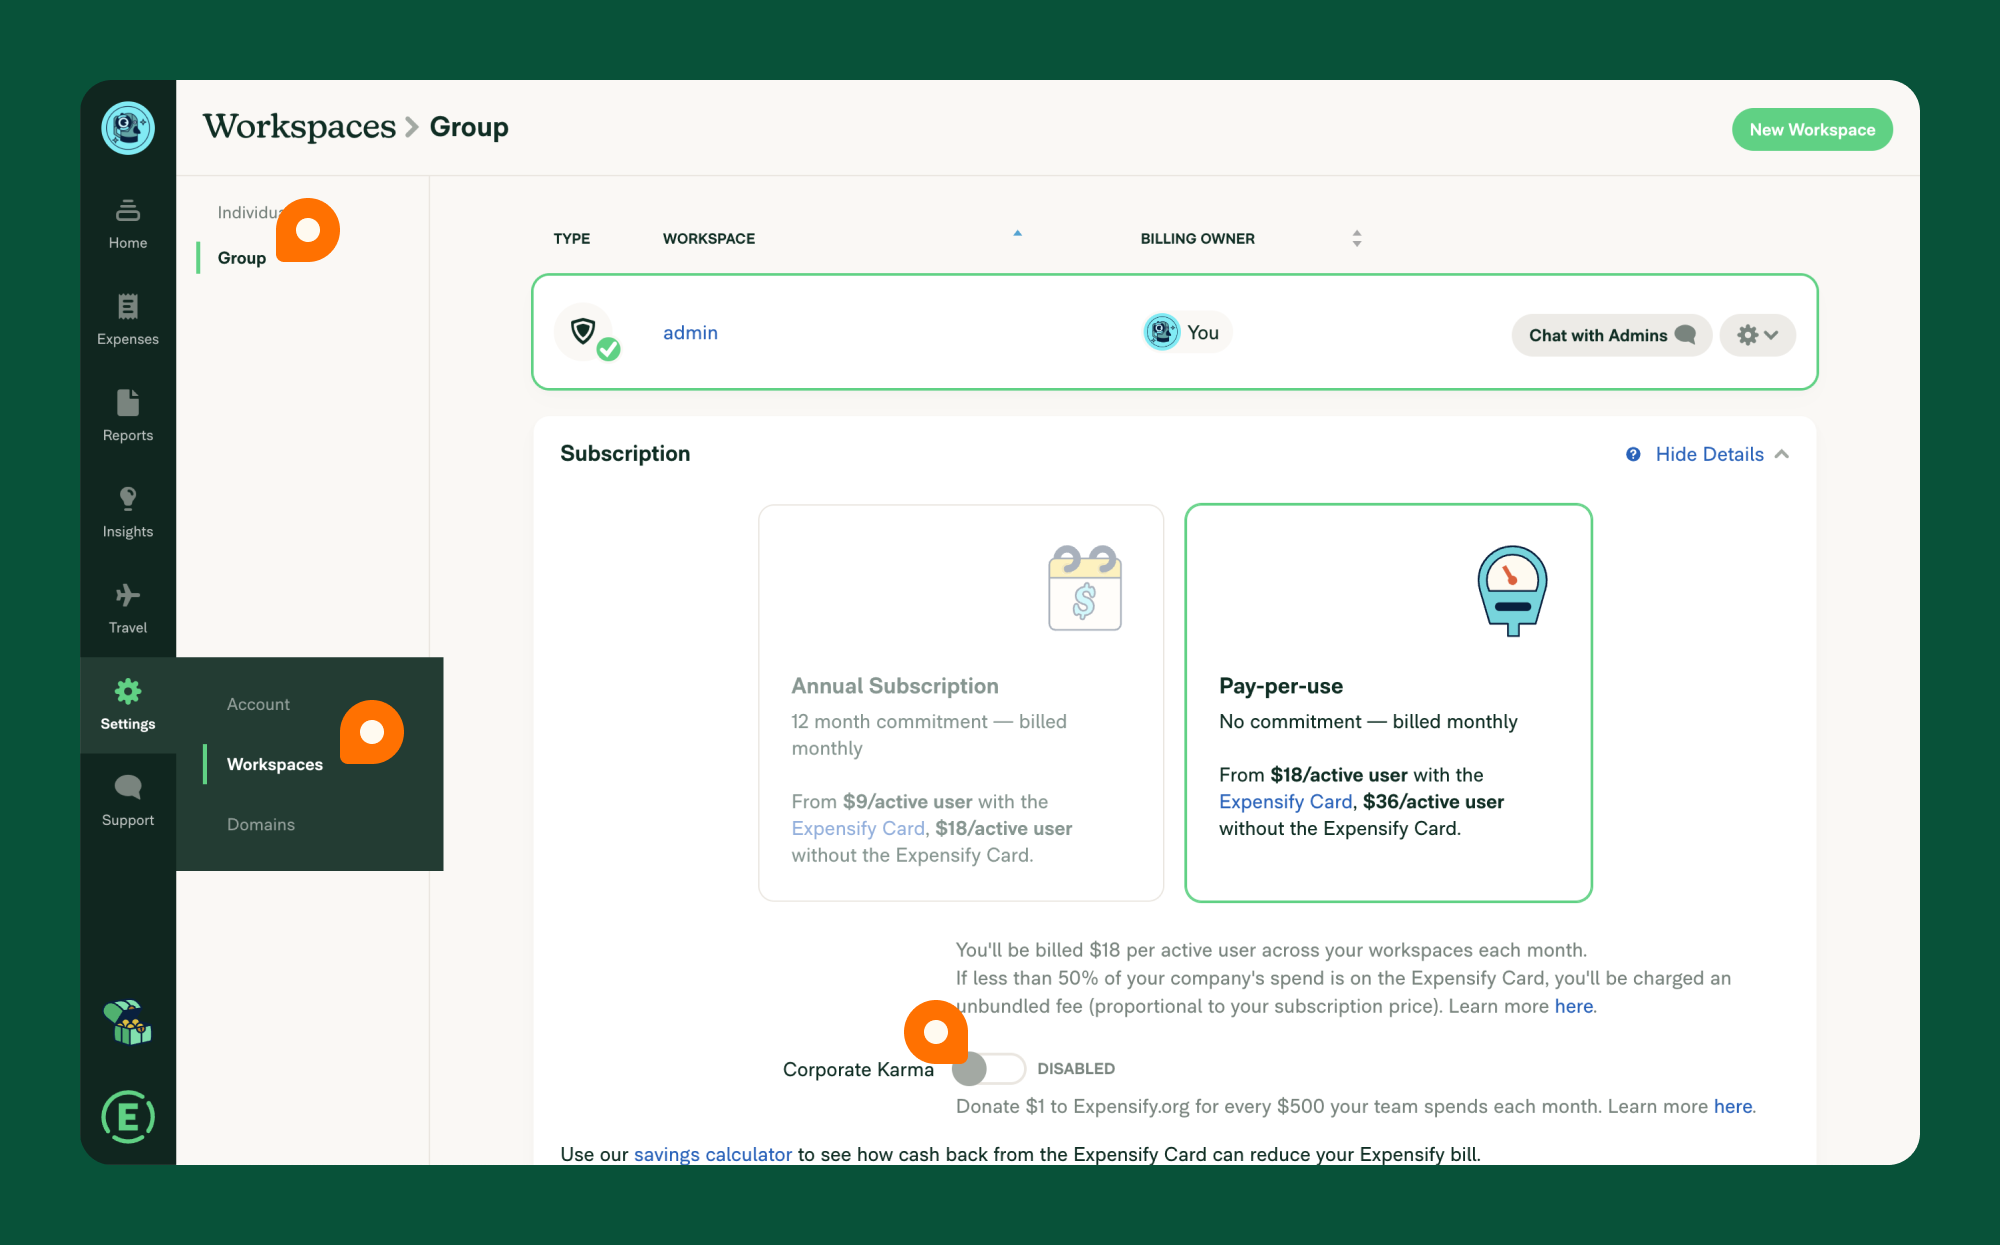 Workspaces > Group
New Workspace
Home
Expenses
Reports
Insights
Travel
Settings
Support
E
Group
Account
Workspaces
Domains
TYPE
WORKSPACE
BILLING OWNER
admin
You
Chat with Admins
Subscription
? Hide Details
$
Annual Subscription
12 month commitment — billed
monthly
From $9/active user with the
Expensify Card, $18/active user
without the Expensify Card.
Pay-per-use
No commitment — billed monthly
From $18/active user with the
Expensify Card, $36/active user
without the Expensify Card.
You'll be billed $18 per active user across your workspaces each month.
If less than 50% of your company's spend is on the Expensify Card, you'll be charged an
unbundled fee (proportional to your subscription price). Learn more here.
Corporate Karma
DISABLED
Donate $1 to Expensify.org for every $500 your team spends each month. Learn more here.
Use our savings calculator to see how cash back from the Expensify Card can reduce your Expensify bill.